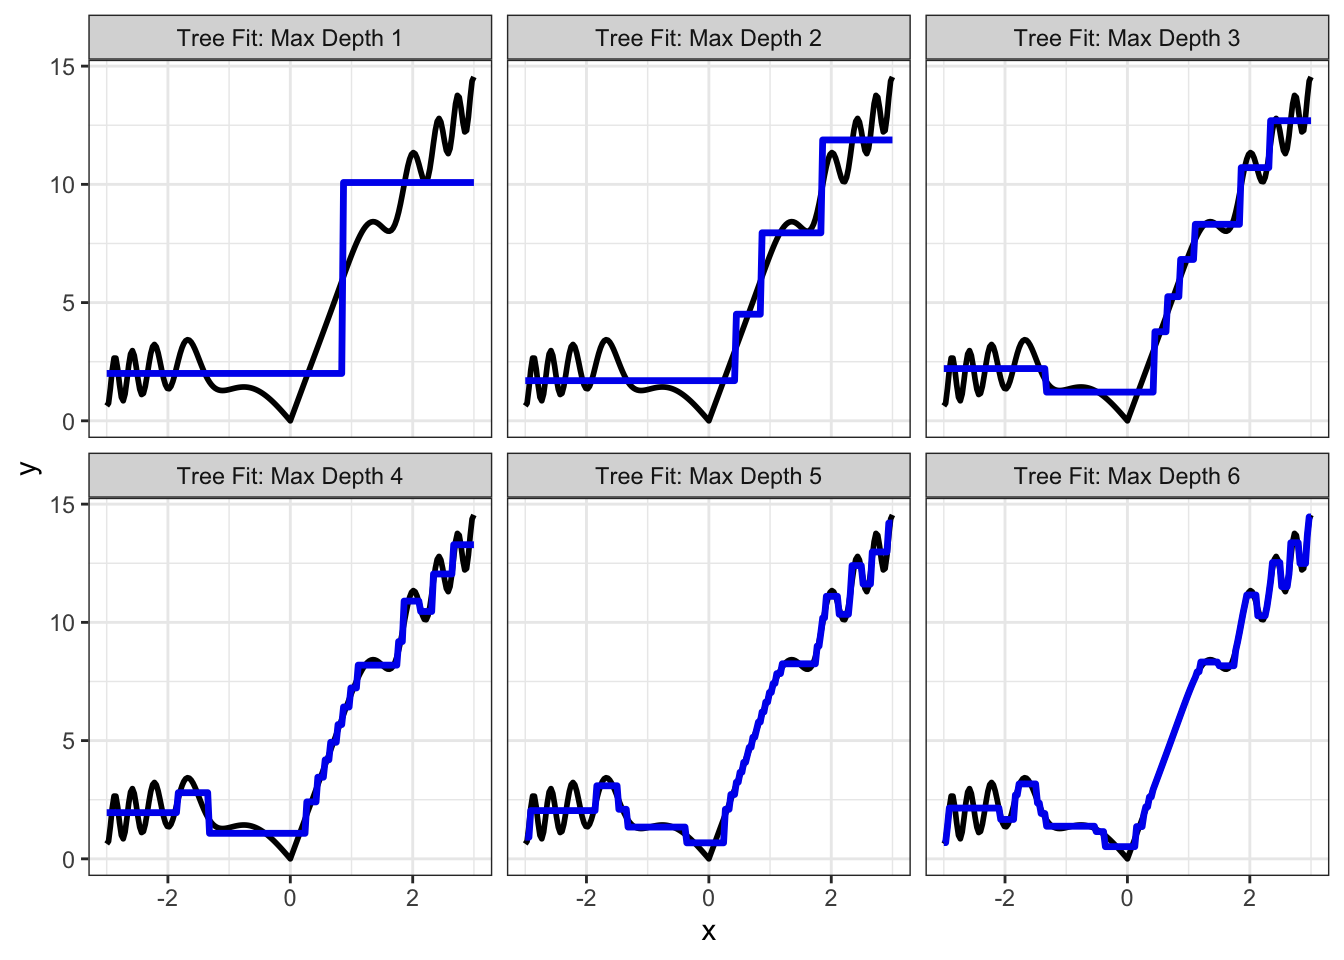 Tree Fit: Max Depth 1
Tree Fit: Max Depth 2
Tree Fit: Max Depth 3
15
10
5
0
y
Tree Fit: Max Depth 4
Tree Fit: Max Depth 5
Tree Fit: Max Depth 6
15
10
5
0
-2 0 2
-2 0 2
-2 0 2
x